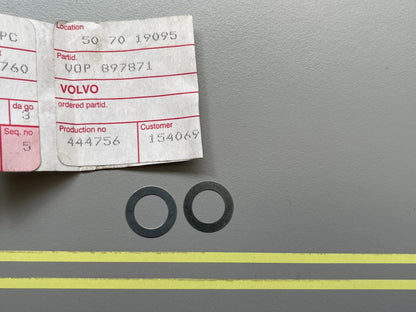 PC
Location
50 70 19095
Partid.
760
VOP 897871
VOLVO
ordered partid.
da go
3
Production no
Customer
444756
154069
Seq. no
5